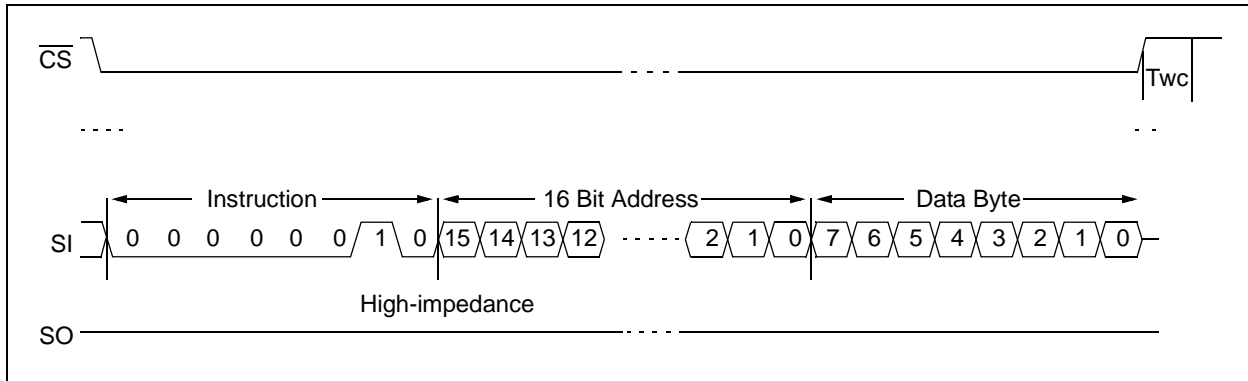 CS
Twc
Instruction 16 Bit Address Data Byte
SI 0 0 0 0 0 0 1 0 15 14 13 12 2 1 0 7 6 5 4 3 2 1 0
High-impedance
SO